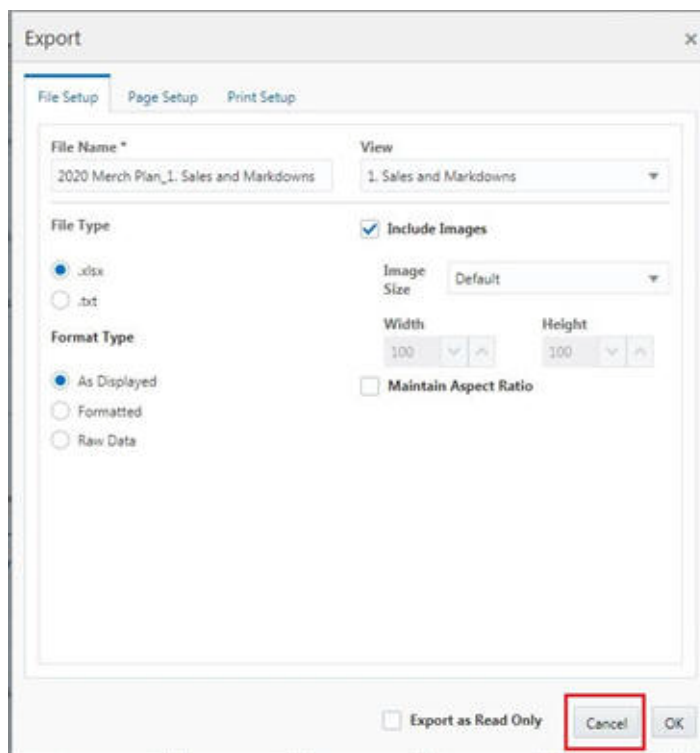 Export
File Setup Page Setup Print Setup
File Name * View
2020 Merch Plan_1. Sales and Markdowns 1. Sales and Markdowns
File Type Include Images
.xlsx
.txt
Image Size Default
Width Height
100 100
Format Type
Maintain Aspect Ratio
As Displayed
Formatted
Raw Data
Export as Read Only Cancel OK